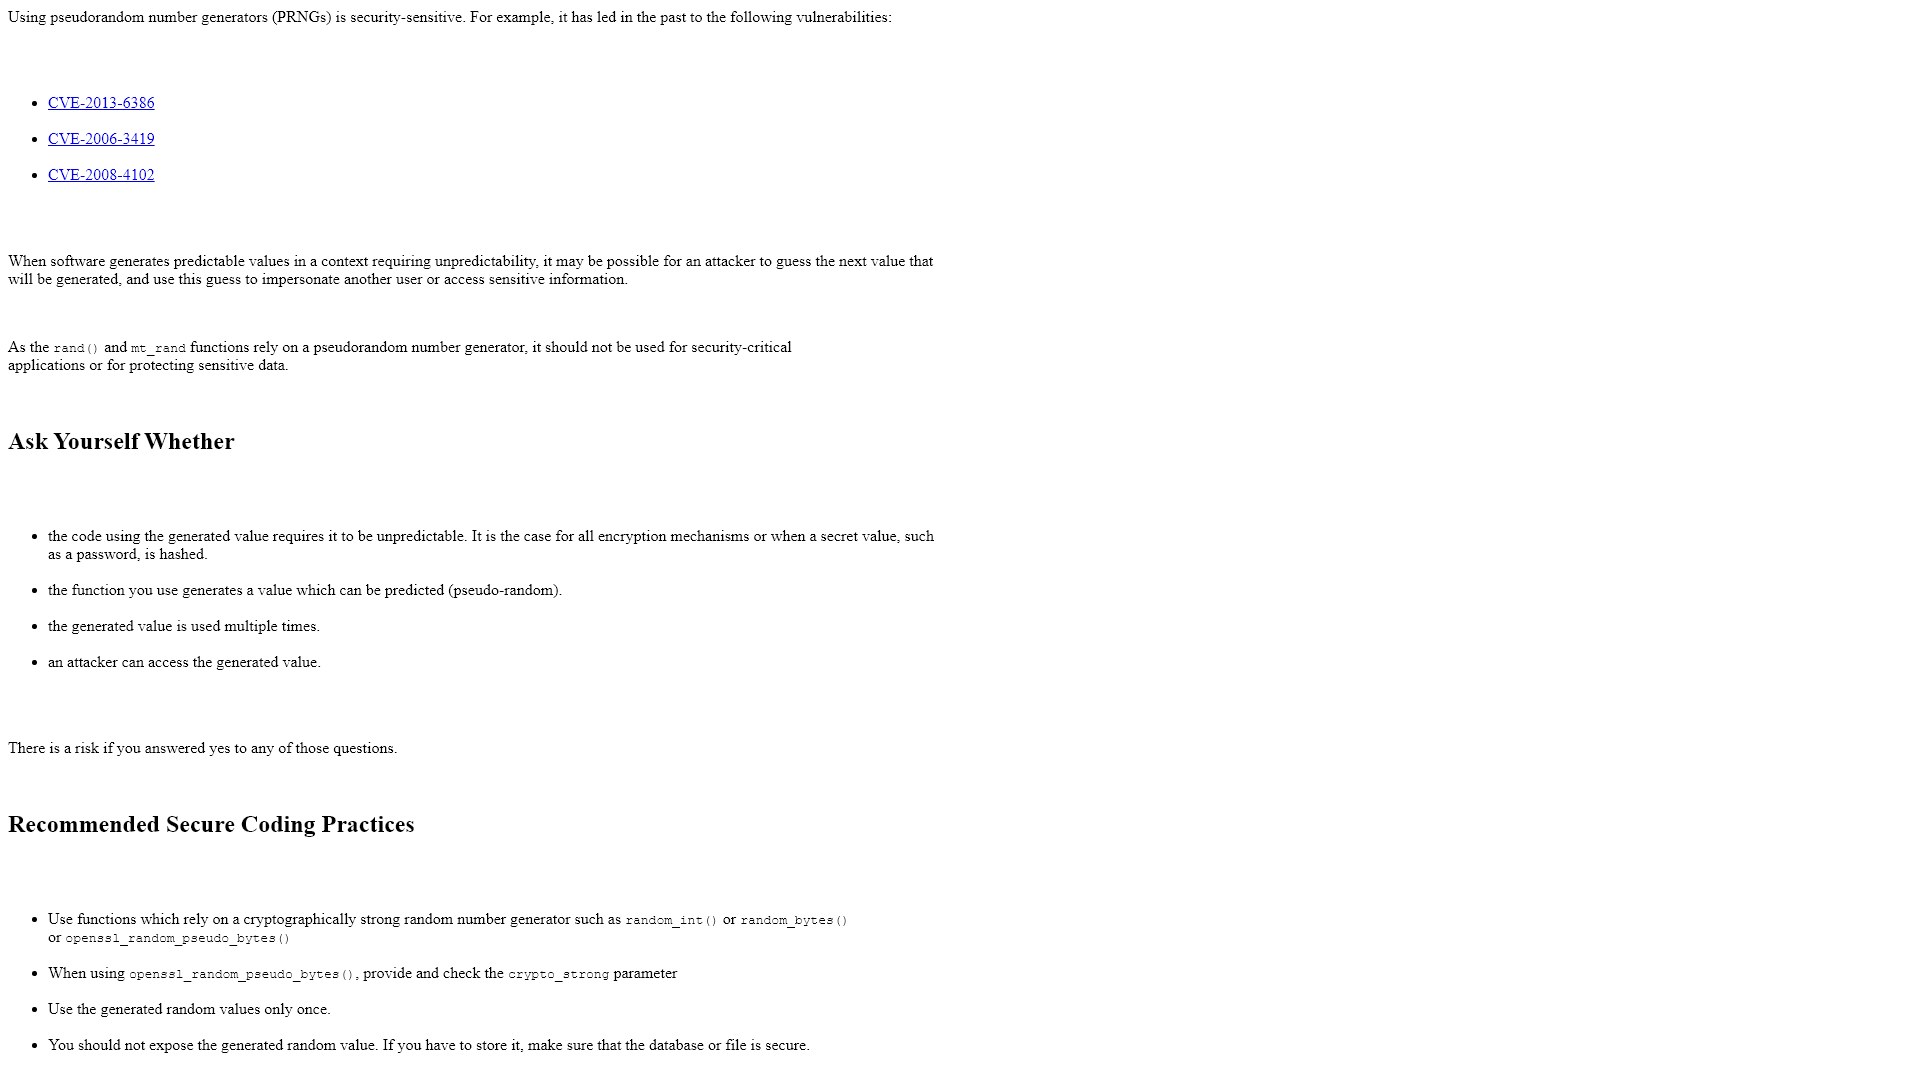 Using pseudorandom number generators (PRNGs) is security-sensitive. For example, it has led in the past to the following vulnerabilities:
• CVE-2013-6386
• CVE-2006-3419
• CVE-2008-4102
When software generates predictable values in a context requiring unpredictability, it may be possible for an attacker to guess the next value that
will be generated, and use this guess to impersonate another user or access sensitive information.
As the rand() and mt_rand functions rely on a pseudorandom number generator, it should not be used for security-critical
applications or for protecting sensitive data.
Ask Yourself Whether
• the code using the generated value requires it to be unpredictable. It is the case for all encryption mechanisms or when a secret value, such
as a password, is hashed.
• the function you use generates a value which can be predicted (pseudo-random).
• the generated value is used multiple times.
• an attacker can access the generated value.
There is a risk if you answered yes to any of those questions.
Recommended Secure Coding Practices
• Use functions which rely on a cryptographically strong random number generator such as random_int() or random_bytes()
or openssl_random_pseudo_bytes()
• When using openssl_random_pseudo_bytes(), provide and check the crypto_strong parameter
• Use the generated random values only once.
• You should not expose the generated random value. If you have to store it, make sure that the database or file is secure.